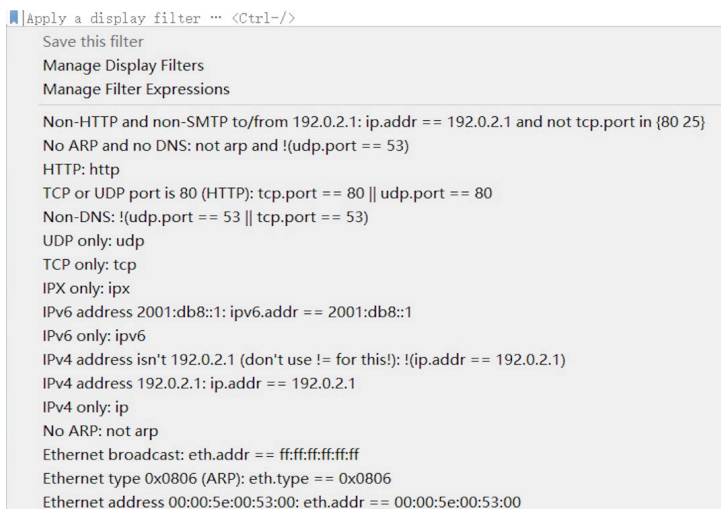 Apply a display filter … <Ctrl-/>
Save this filter
Manage Display Filters
Manage Filter Expressions
Non-HTTP and non-SMTP to/from 192.0.2.1: ip.addr == 192.0.2.1 and not tcp.port in {80 25}
No ARP and no DNS: not arp and !(udp.port == 53)
HTTP: http
TCP or UDP port is 80 (HTTP): tcp.port == 80 || udp.port == 80
Non-DNS: !(udp.port == 53 || tcp.port == 53)
UDP only: udp
TCP only: tcp
IPX only: ipx
IPv6 address 2001:db8::1: ipv6.addr == 2001:db8::1
IPv6 only: ipv6
IPv4 address isn't 192.0.2.1 (don't use != for this!): !(ip.addr == 192.0.2.1)
IPv4 address 192.0.2.1: ip.addr == 192.0.2.1
IPv4 only: ip
No ARP: not arp
Ethernet broadcast: eth.addr == ff:ff:ff:ff:ff:ff
Ethernet type 0x0806 (ARP): eth.type == 0x0806
Ethernet address 00:00:5e:00:53:00: eth.addr == 00:00:5e:00:53:00